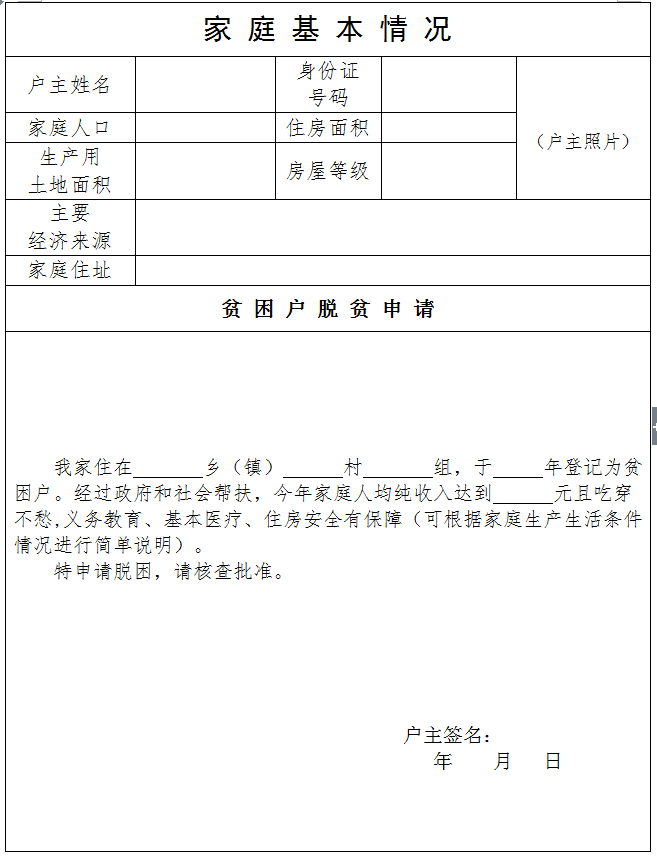 家 庭 基 本 情 况
户主姓名
身份证
号码
（户主照片）
家庭人口
住房面积
生产用
土地面积
房屋等级
主要
经济来源
家庭住址
贫 困 户 脱 贫 申 请
我家住在_______乡（镇）______村_______组，于_____年登记为贫
困户。经过政府和社会帮扶，今年家庭人均纯收入达到______元且吃穿
不愁,义务教育、基本医疗、住房安全有保障（可根据家庭生产生活条件
情况进行简单说明）。
特申请脱困，请核查批准。
户主签名：
年 月 日